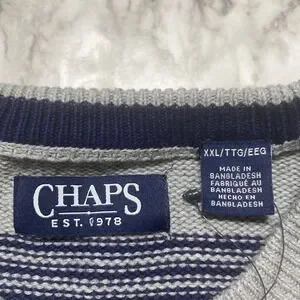 CHAPS
EST. 1978
XXL/TTG/EEG
MADE IN
BANGLADESH
FABRIQUÉ AU
BANGLADESH
HECHO EN
BANGLADESH